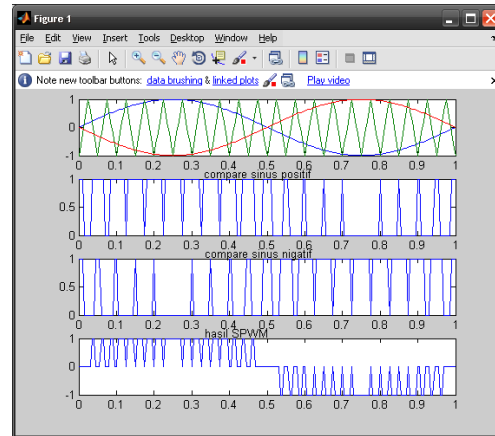 Figure 1
File Edit View Insert Tools Desktop Window Help
Note new toolbar buttons: data brushing & linked plots Play video
1
0
-1
0 0.1 0.2 0.3 0.4 0.5 0.6 0.7 0.8 0.9 1
compare sinus positif
1
0.5
0
0 0.1 0.2 0.3 0.4 0.5 0.6 0.7 0.8 0.9 1
compare sinus nigatif
1
0.5
0
0 0.1 0.2 0.3 0.4 0.5 0.6 0.7 0.8 0.9 1
hasil SPWM
1
0
-1
0 0.1 0.2 0.3 0.4 0.5 0.6 0.7 0.8 0.9 1